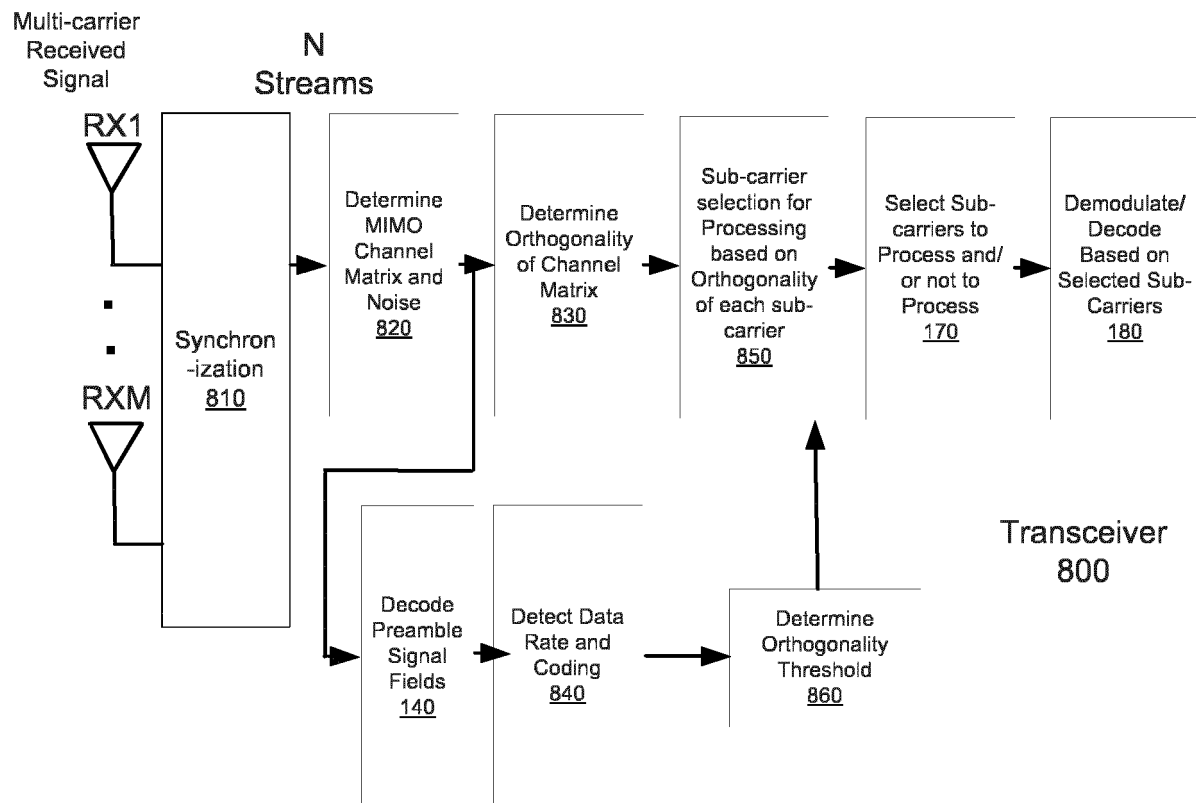 Multi-carrier
Received
Signal
N
Streams
RX1
RXM
Synchron
-ization
810
Determine
MIMO
Channel
Matrix and
Noise
820
Determine
Orthogonality
of Channel
Matrix
830
Sub-carrier
selection for
Processing
based on
Orthogonality
of each sub-
carrier
850
Select Sub-
carriers to
Process and/
or not to
Process
170
Demodulate/
Decode
Based on
Selected Sub-
Carriers
180
Decode
Preamble
Signal
Fields
140
Detect Data
Rate and
Coding
840
Determine
Orthogonality
Threshold
860
Transceiver
800